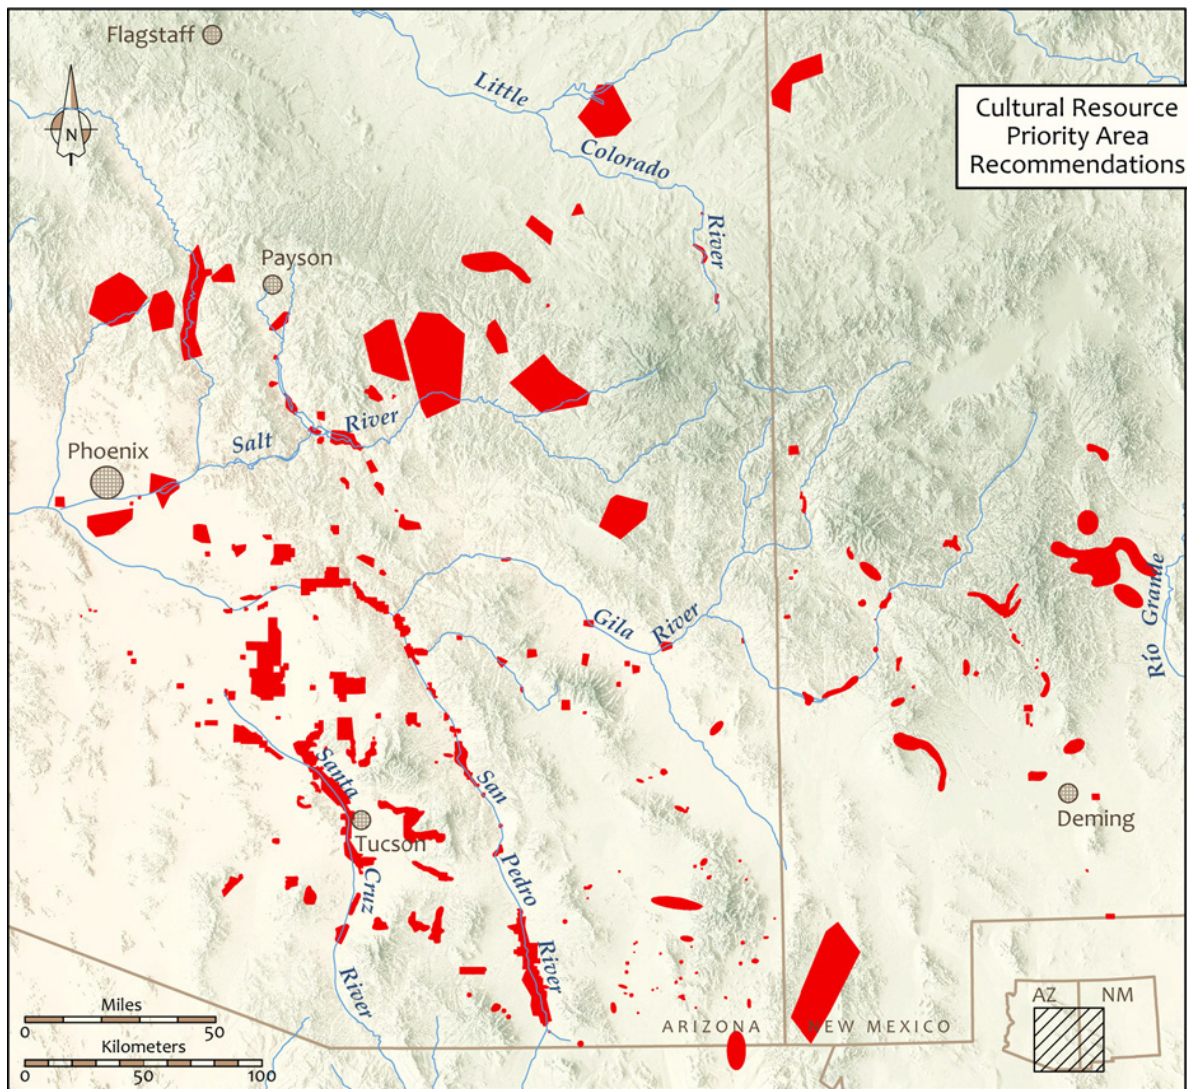 Flagstaff
Little
Colorado
River
Cultural Resource
Priority Area
Recommendations
N
Payson
Phoenix
Salt
River
Gila
River
Río Grande
Santa
Cruz
River
San
Pedro
River
Tucson
Deming
ARIZONA
NEW MEXICO
AZ
NM
Miles
0
50
Kilometers
0
50
100